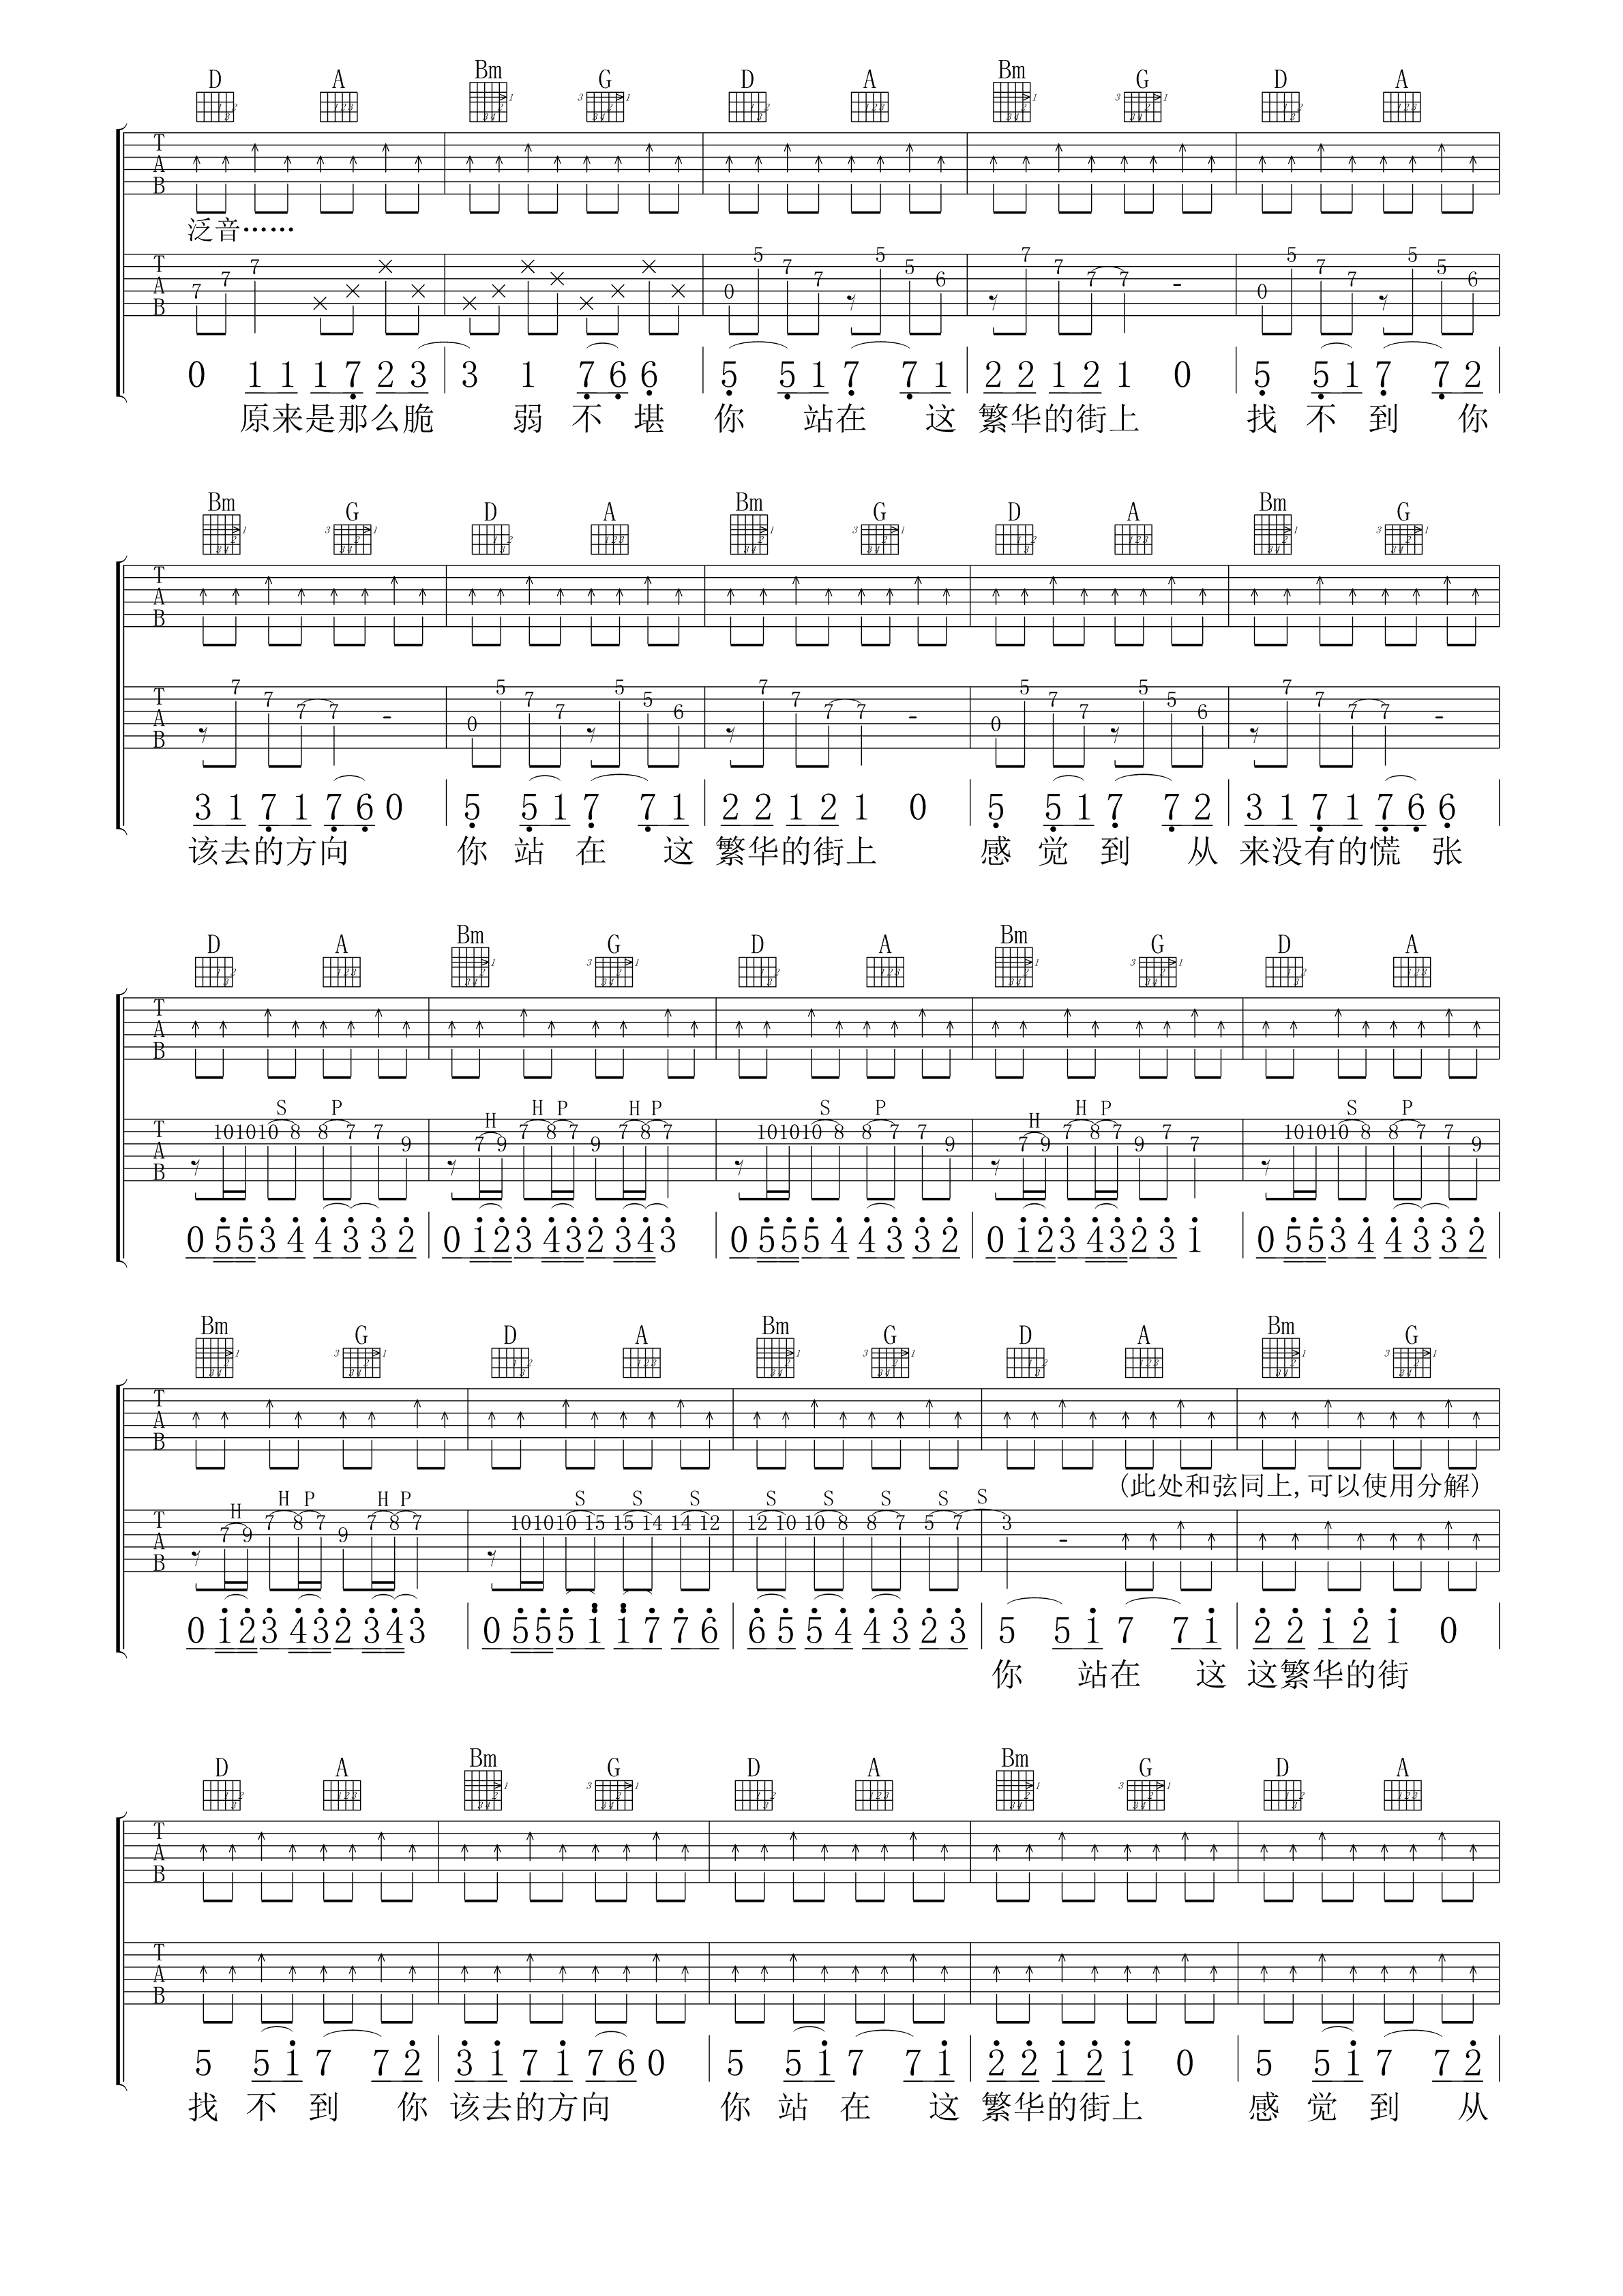 D A Bm G D A Bm G D A
泛音……
7 7 7 0 5 7 7 5 5 6 7 7 7 7 - 0 5 7 7 5 5 6
0 1 1 1 7 2 3 3 1 7 6 6 5 5 1 7 7 1 2 2 1 2 1 0 5 5 1 7 7 2
原来是那么脆 弱 不 堪 你 站在 这 繁华的街上 找 不 到 你
Bm G D A Bm G D A Bm G
7 7 7 7 - 0 5 7 7 5 5 6 7 7 7 7 - 0 5 7 7 5 5 6 7 7 7 7 -
3 1 7 1 7 6 0 5 5 1 7 7 1 2 2 1 2 1 0 5 5 1 7 7 2 3 1 7 1 7 6 6
该去的方向 你 站 在 这 繁华的街上 感 觉 到 从 来没有的慌 张
D A Bm G D A Bm G D A
S P H H P H P S P H H P S P
10 10 10 8 8 7 7 9 7 9 7 8 7 9 7 8 7 10 10 10 8 8 7 7 9 7 9 7 8 7 9 7 7 10 10 10 8 8 7 7 9
0 5 5 3 4 4 3 3 2 0 1 2 3 4 3 2 3 4 3 0 5 5 5 4 4 3 3 2 0 1 2 3 4 3 2 3 1 0 5 5 3 4 4 3 3 2
Bm G D A Bm G D A Bm G
(此处和弦同上,可以使用分解)
H H P H P S S S S S S S S
7 9 7 8 7 9 7 8 7 10 10 10 15 15 14 14 12 12 10 10 8 8 7 5 7 3 -
0 1 2 3 4 3 2 3 4 3 0 5 5 5 1 1 7 7 6 6 5 5 4 4 3 2 3 5 5 1 7 7 1 2 2 1 2 1 0
你 站在 这 这繁华的街
D A Bm G D A Bm G D A
5 5 1 7 7 2 3 1 7 1 7 6 0 5 5 1 7 7 1 2 2 1 2 1 0 5 5 1 7 7 2
找 不 到 你 该去的方向 你 站 在 这 繁华的街上 感 觉 到 从